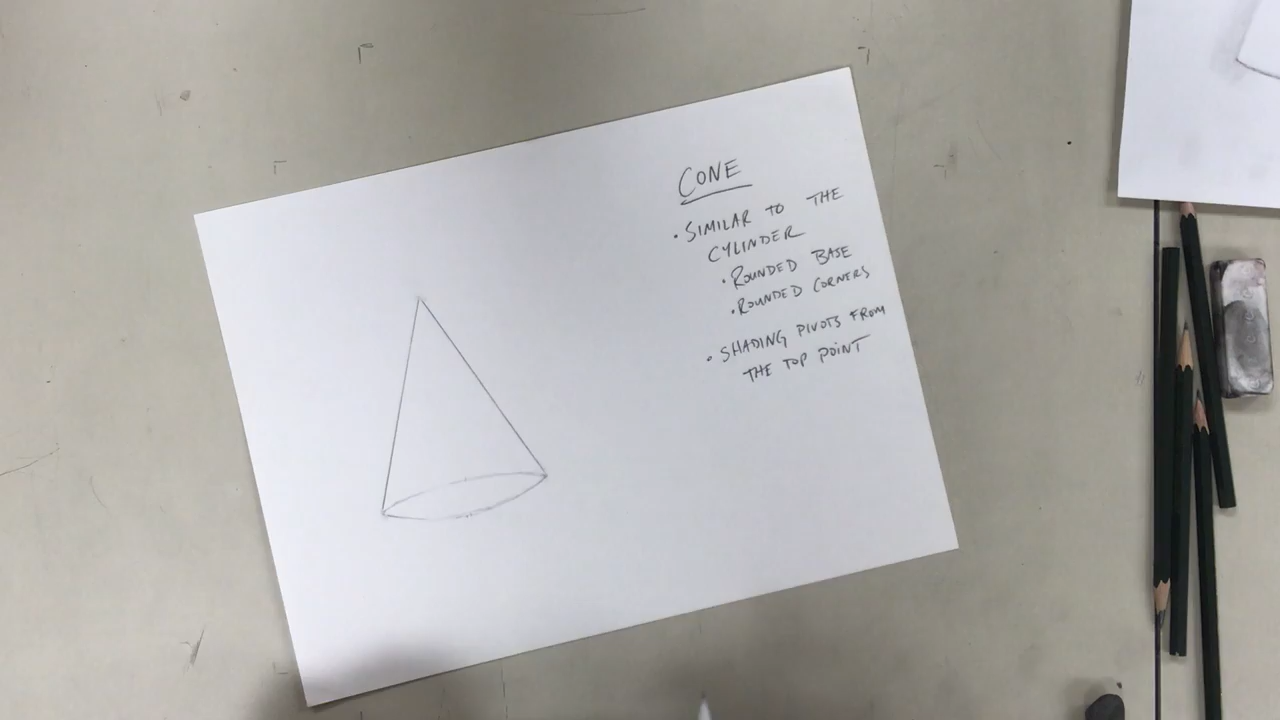 CONE
• SIMILAR TO THE
CYLINDER
• ROUNDED BASE
• ROUNDED CORNERS
• SHADING PIVOTS FROM
THE TOP POINT